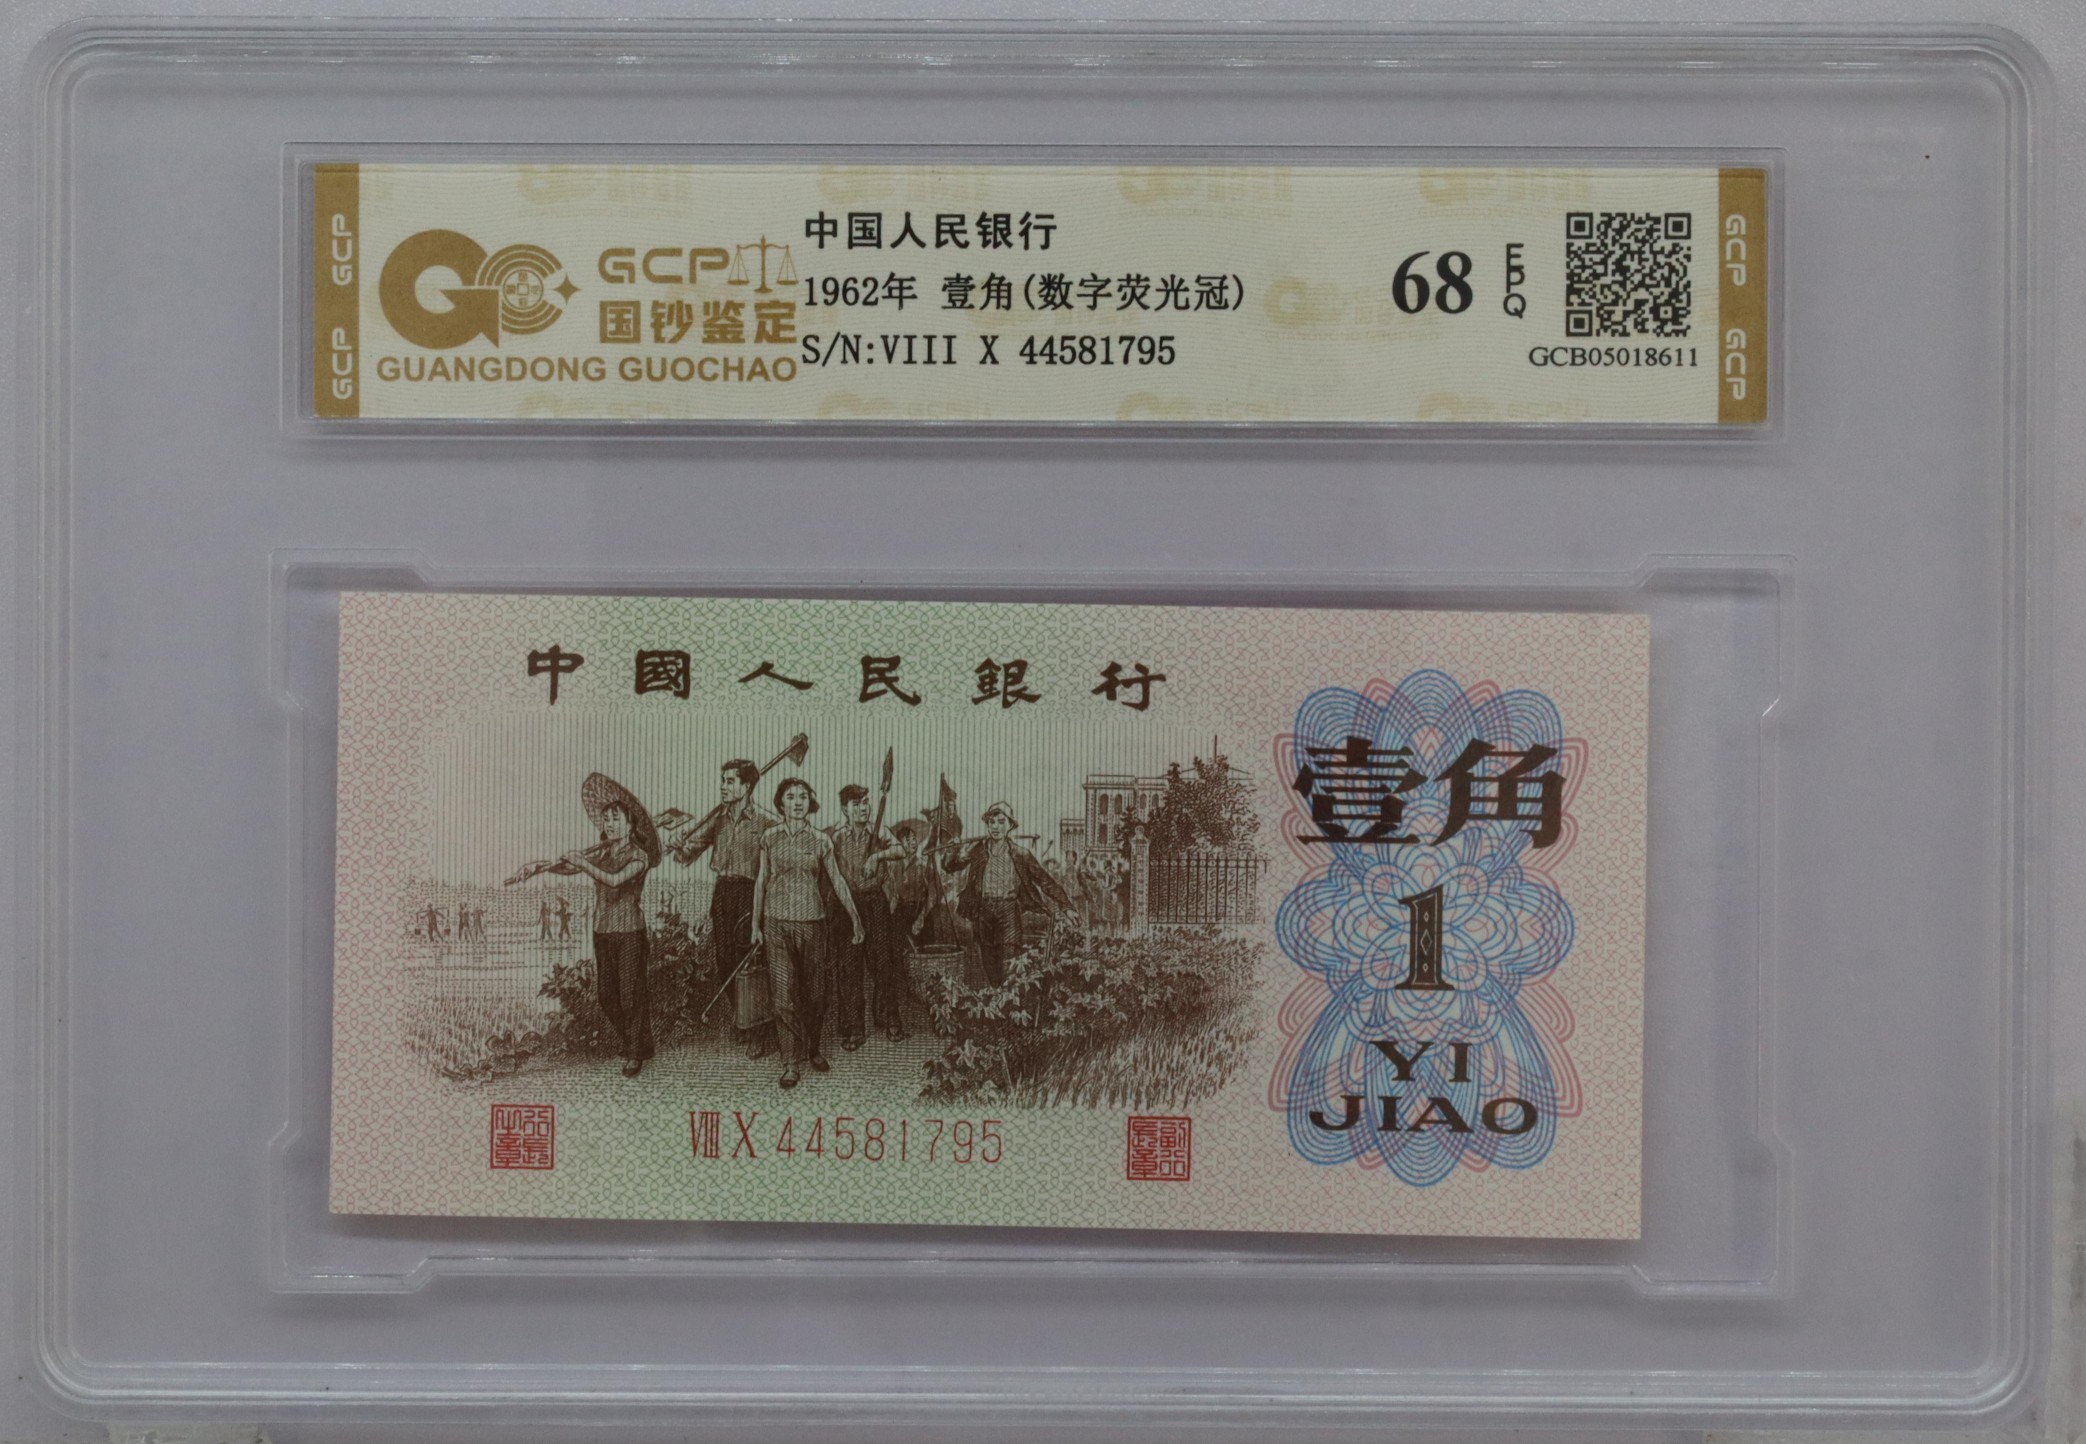 GCP
GCP
GCP
国钞鉴定
GUANGDONG GUOCHAO
中国人民银行
1962年 壹角(数字荧光冠)
S/N:VIII X 44581795
68
EPQ
GCB05018611
GCP
GCP
中國人民銀行
壹角
1
YI
JIAO
VIII X 44581795